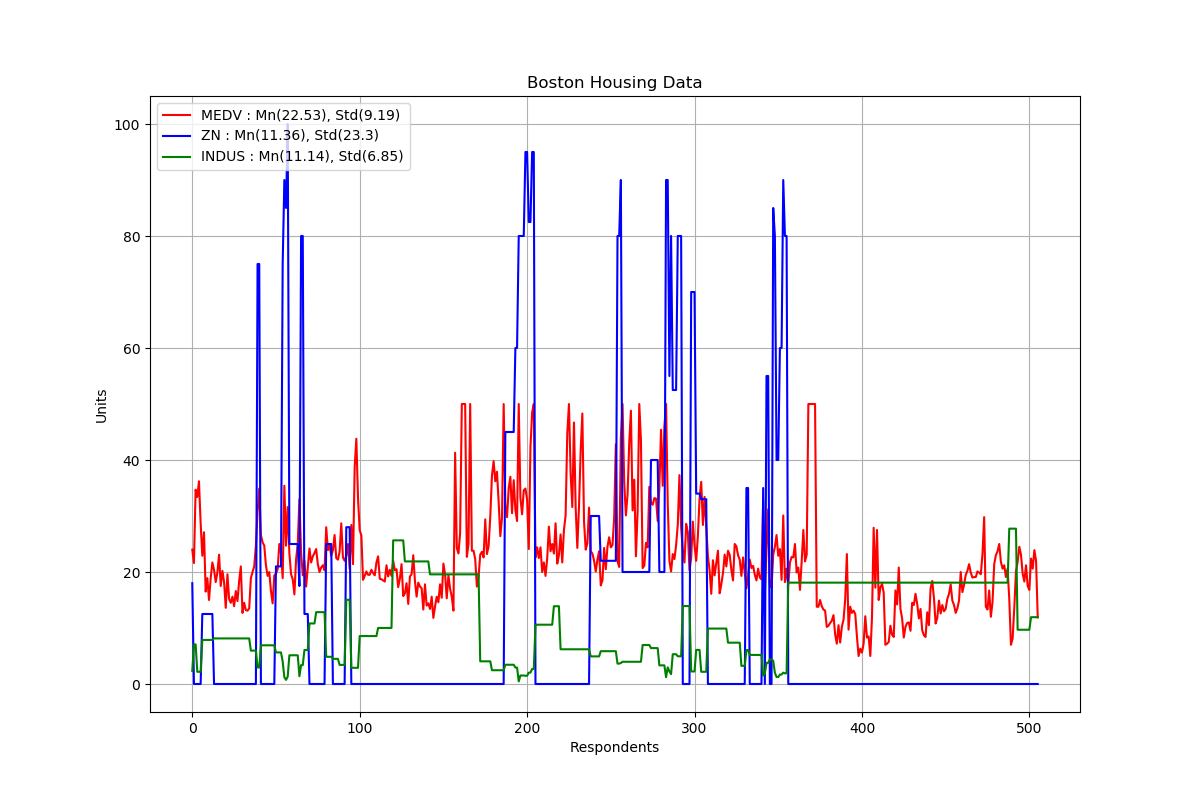 Boston Housing Data
MEDV : Mn(22.53), Std(9.19)
ZN : Mn(11.36), Std(23.3)
INDUS : Mn(11.14), Std(6.85)
100
80
60
40
20
0
Units
0 100 200 300 400 500
Respondents